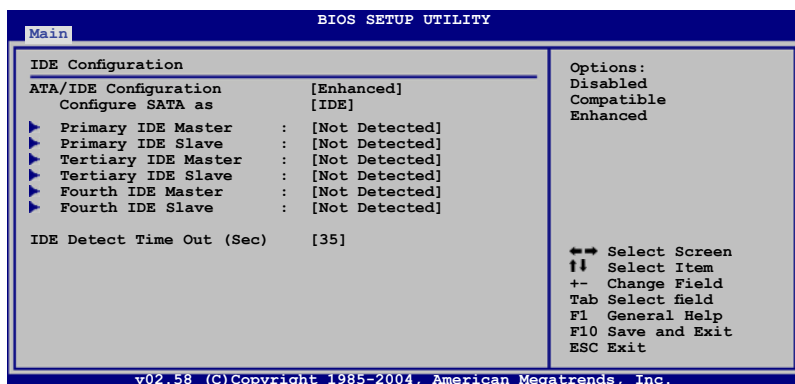 BIOS SETUP UTILITY
Main
IDE Configuration
ATA/IDE Configuration [Enhanced]
Configure SATA as [IDE]
Primary IDE Master : [Not Detected]
Primary IDE Slave : [Not Detected]
Tertiary IDE Master : [Not Detected]
Tertiary IDE Slave : [Not Detected]
Fourth IDE Master : [Not Detected]
Fourth IDE Slave : [Not Detected]
IDE Detect Time Out (Sec) [35]
Options:
Disabled
Compatible
Enhanced
Select Screen
Select Item
+- Change Field
Tab Select field
F1 General Help
F10 Save and Exit
ESC Exit
v02.58 (C)Copyright 1985-2004, American Megatrends, Inc.